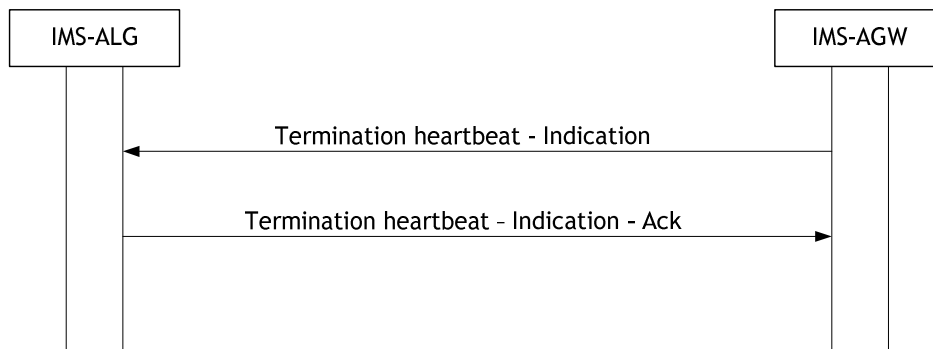 IMS-ALG
IMS-AGW
Termination heartbeat - Indication
Termination heartbeat – Indication - Ack